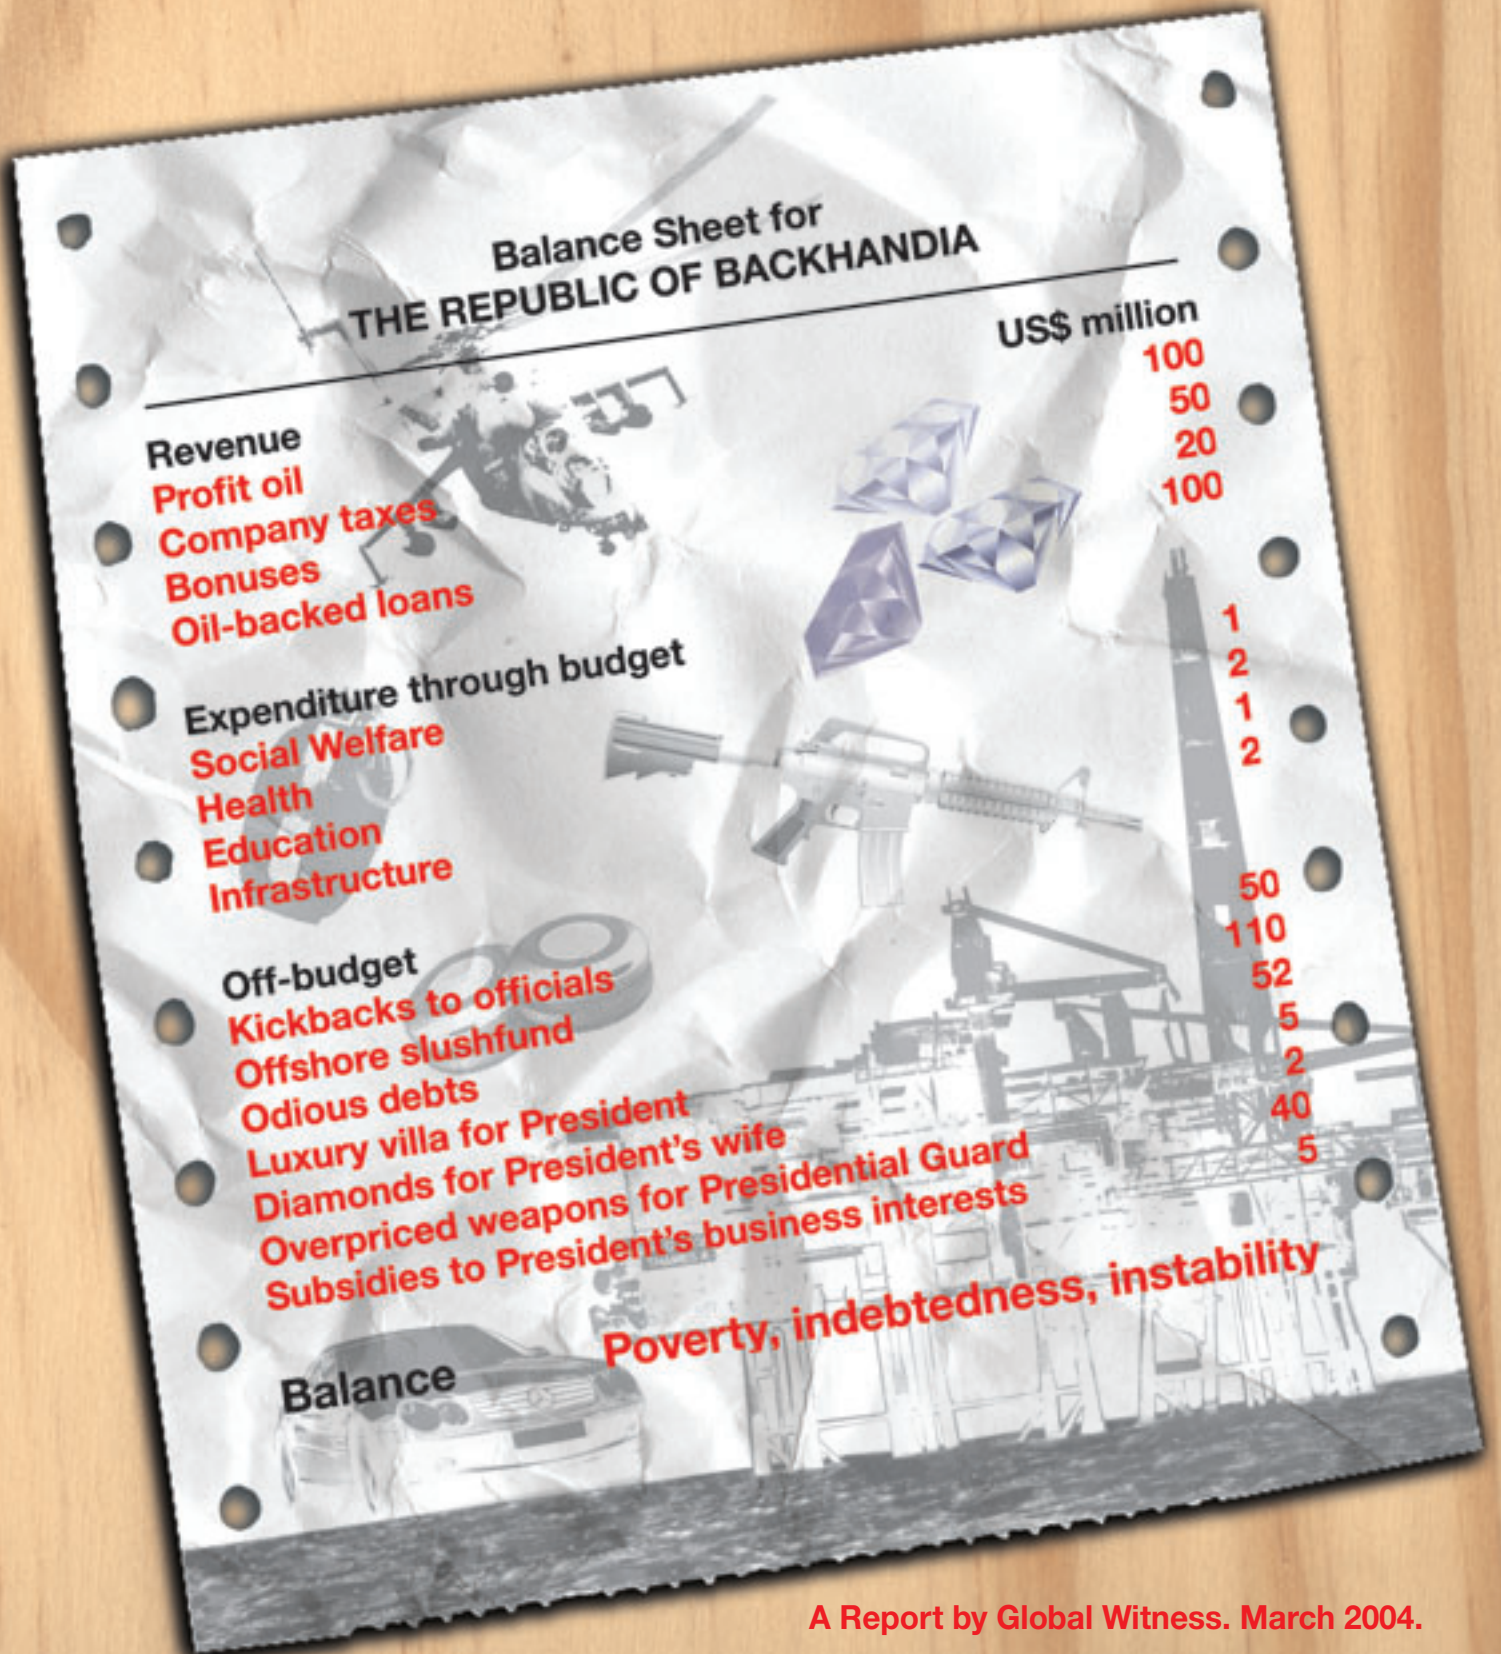 Balance Sheet for
THE REPUBLIC OF BACKHANDIA
US$ million
Revenue
Profit oil 100
Company taxes 50
Bonuses 20
Oil-backed loans 100
Expenditure through budget
Social Welfare 1
Health 2
Education 1
Infrastructure 2
Off-budget
Kickbacks to officials 50
Offshore slushfund 110
Odious debts 52
Luxury villa for President 5
Diamonds for President's wife 2
Overpriced weapons for Presidential Guard 40
Subsidies to President's business interests 5
Balance Poverty, indebtedness, instability
A Report by Global Witness. March 2004.